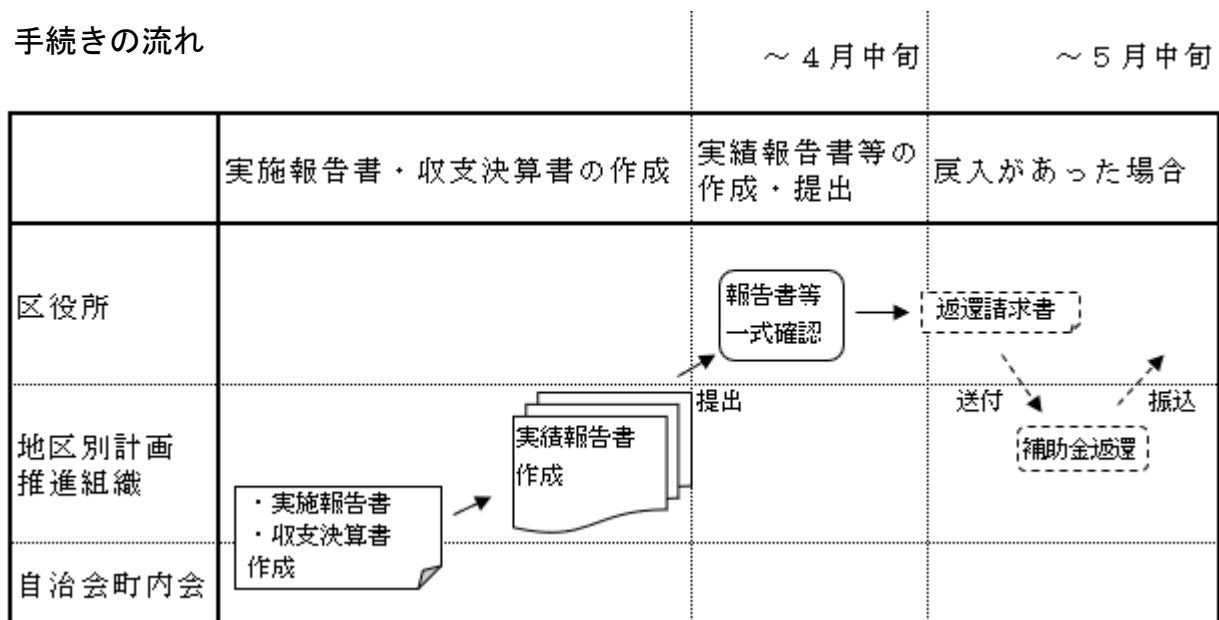 手続きの流れ
～４月中旬
～５月中旬
実施報告書・収支決算書の作成
実績報告書等の
作成・提出
戻入があった場合
区役所
報告書等
一式確認
返還請求書
提出
送付
振込
地区別計画
推進組織
実績報告書
作成
補助金返還
・実施報告書
・収支決算書
作成
自治会町内会